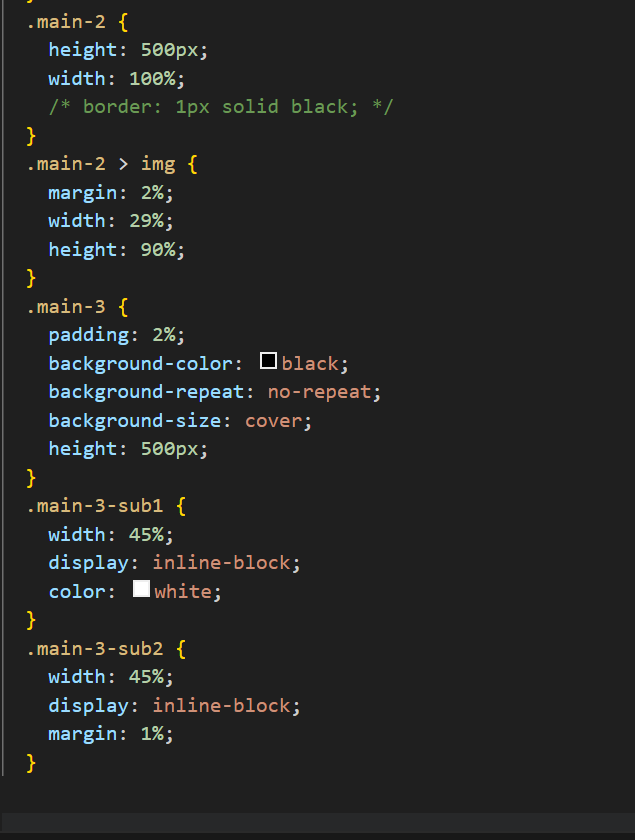 .main-2 {
height: 500px;
width: 100%;
/* border: 1px solid black; */
}
.main-2 > img {
margin: 2%;
width: 29%;
height: 90%;
}
.main-3 {
padding: 2%;
background-color: black;
background-repeat: no-repeat;
background-size: cover;
height: 500px;
}
.main-3-sub1 {
width: 45%;
display: inline-block;
color: white;
}
.main-3-sub2 {
width: 45%;
display: inline-block;
margin: 1%;
}